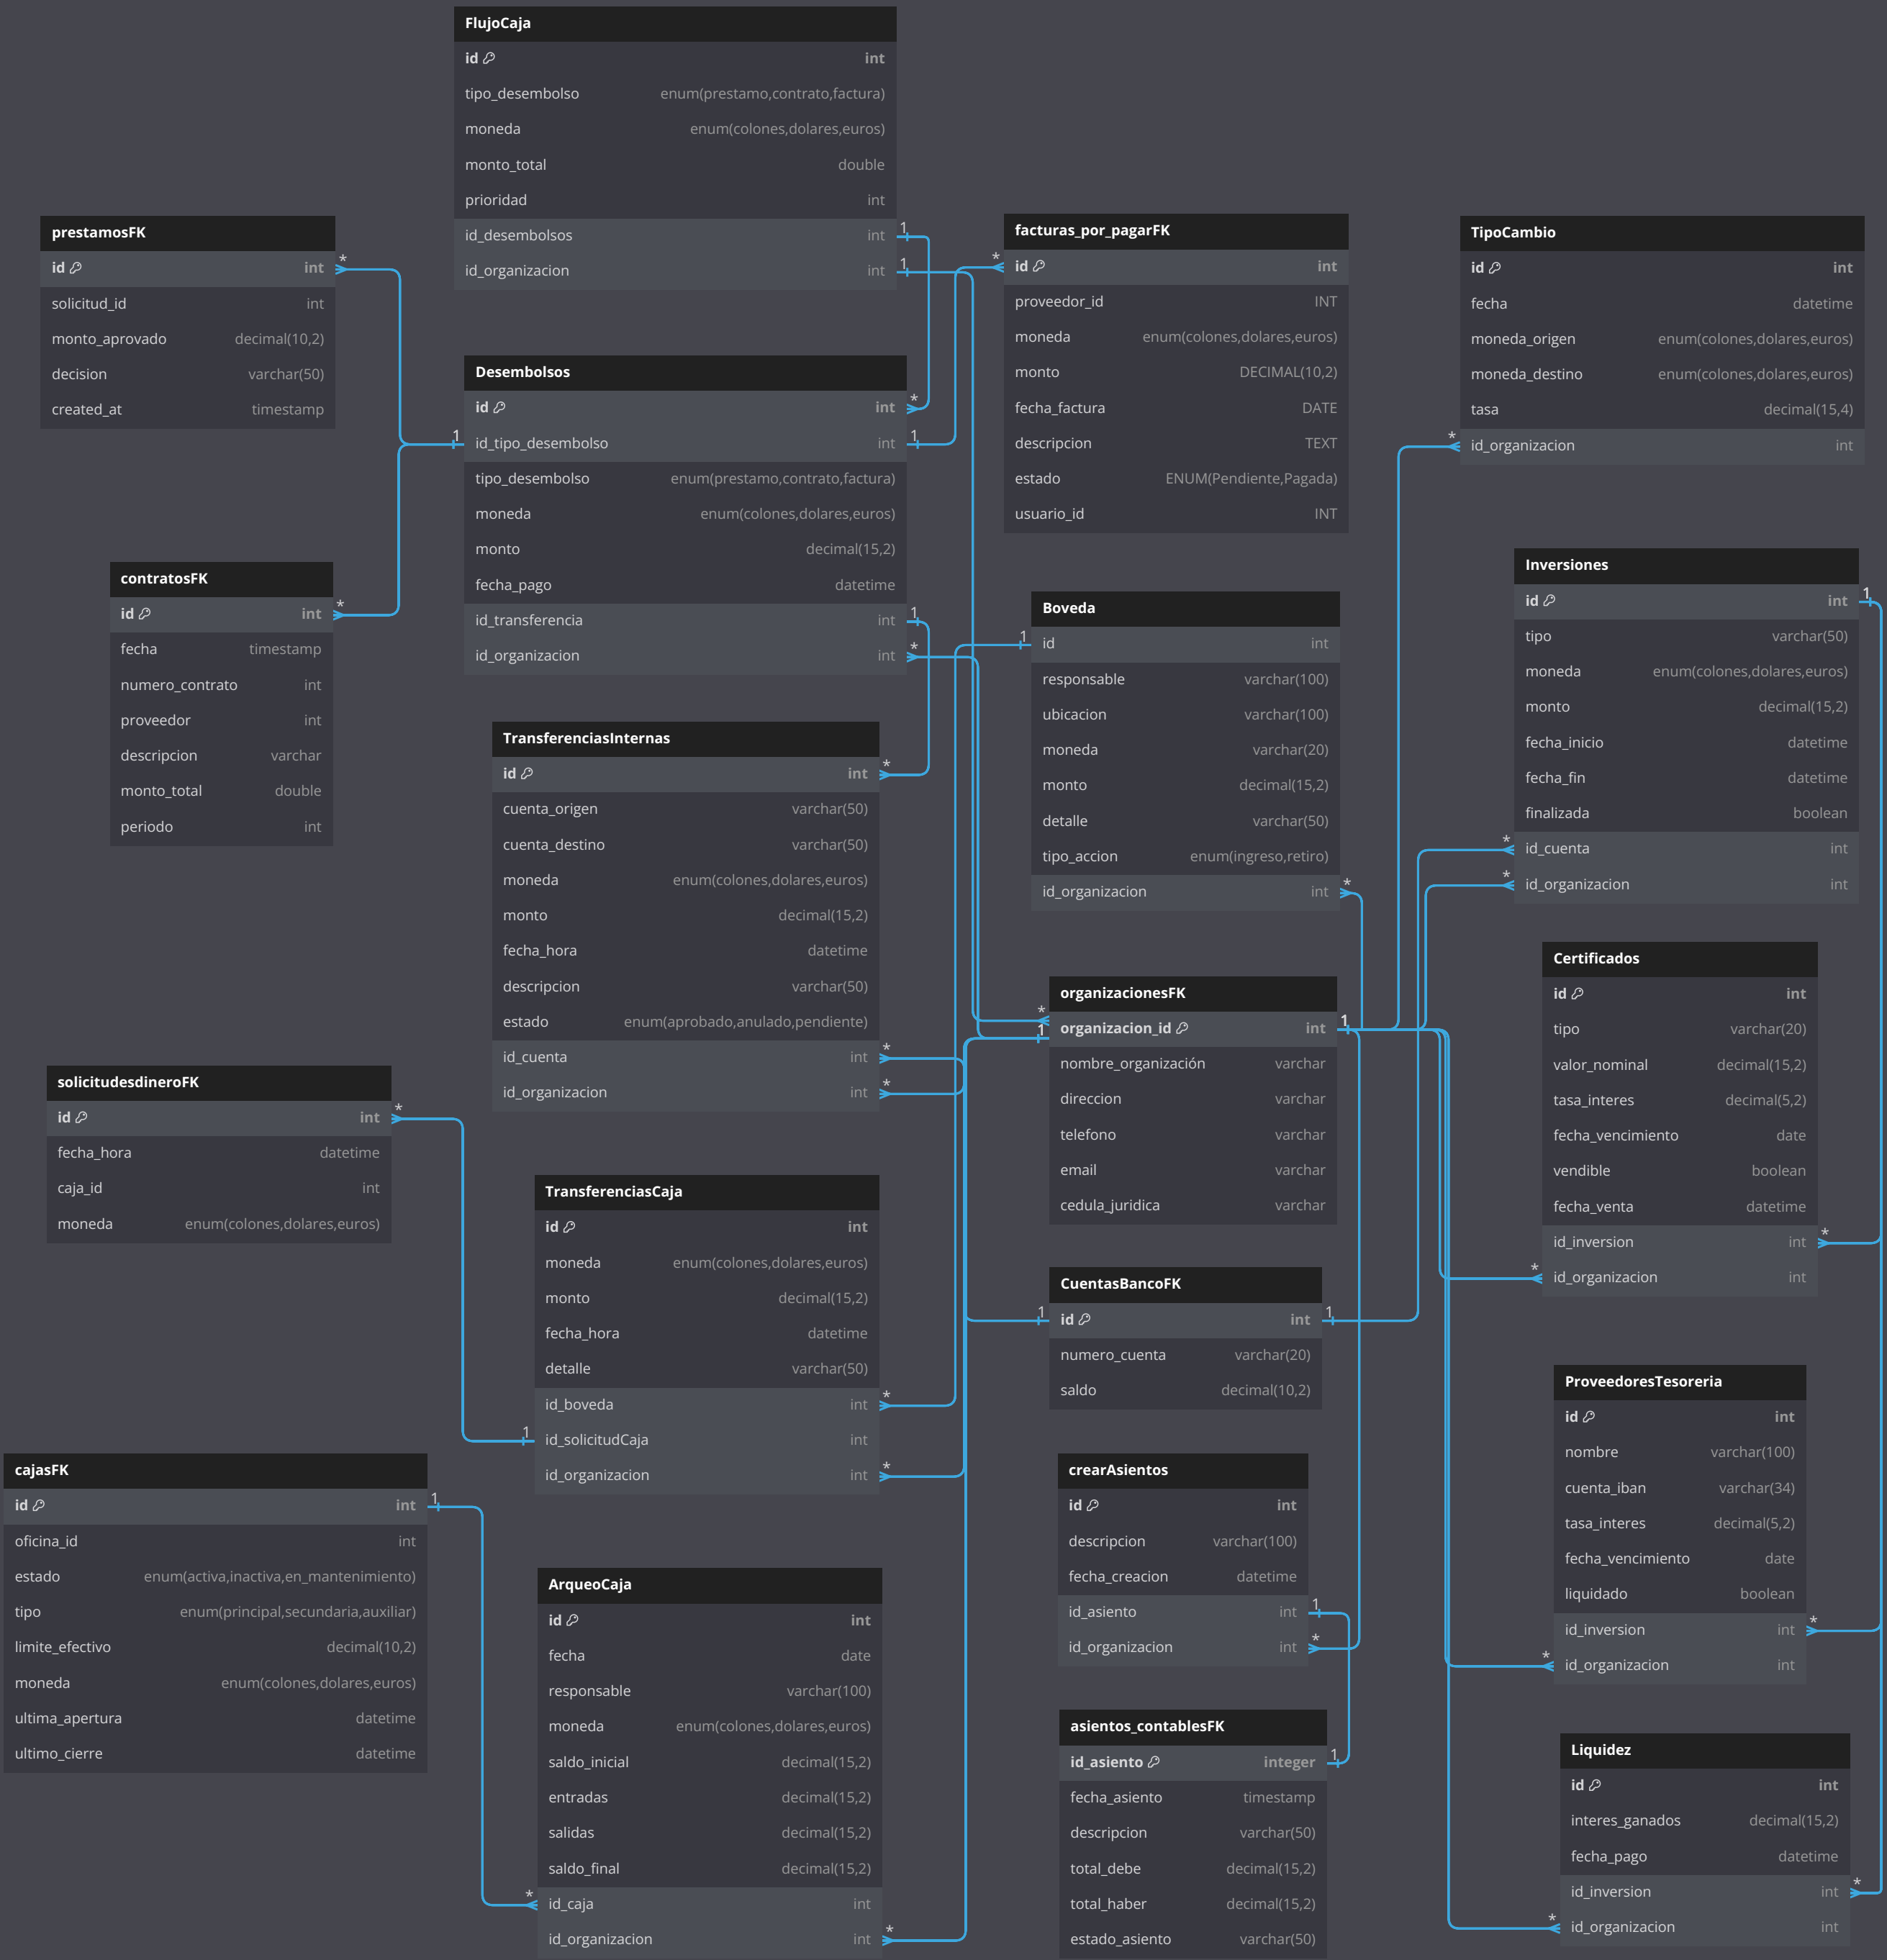 FlujoCaja
id int
tipo_desembolso enum(prestamo,contrato,factura)
moneda enum(colones,dolares,euros)
monto_total double
prioridad int
id_desembolsos int 1
id_organizacion int 1
prestamosFK
id int *
solicitud_id int
monto_aprovado decimal(10,2)
decision varchar(50)
created_at timestamp
facturas_por_pagarFK
* id int
proveedor_id INT
moneda enum(colones,dolares,euros)
monto DECIMAL(10,2)
fecha_factura DATE
descripcion TEXT
estado ENUM(Pendiente,Pagada)
usuario_id INT
TipoCambio
id int
fecha datetime
moneda_origen enum(colones,dolares,euros)
moneda_destino enum(colones,dolares,euros)
tasa decimal(15,4)
* id_organizacion int
Desembolsos
id int *
1 id_tipo_desembolso int 1
tipo_desembolso enum(prestamo,contrato,factura)
moneda enum(colones,dolares,euros)
monto decimal(15,2)
fecha_pago datetime
id_transferencia int 1
id_organizacion int *
contratosFK
id int *
fecha timestamp
numero_contrato int
proveedor int
descripcion varchar
monto_total double
periodo int
Boveda
1 id int
responsable varchar(100)
ubicacion varchar(100)
moneda varchar(20)
monto decimal(15,2)
detalle varchar(50)
tipo_accion enum(ingreso,retiro)
id_organizacion int *
Inversiones
id int 1
tipo varchar(50)
moneda enum(colones,dolares,euros)
monto decimal(15,2)
fecha_inicio datetime
fecha_fin datetime
finalizada boolean
* id_cuenta int
* id_organizacion int
TransferenciasInternas
id int *
cuenta_origen varchar(50)
cuenta_destino varchar(50)
moneda enum(colones,dolares,euros)
monto decimal(15,2)
fecha_hora datetime
descripcion varchar(50)
estado enum(aprobado,anulado,pendiente)
id_cuenta int *
id_organizacion int *
organizacionesFK
*
1 organizacion_id int 1
nombre_organización varchar
direccion varchar
telefono varchar
email varchar
cedula_juridica varchar
Certificados
id int
tipo varchar(20)
valor_nominal decimal(15,2)
tasa_interes decimal(5,2)
fecha_vencimiento date
vendible boolean
fecha_venta datetime
id_inversion int *
* id_organizacion int
solicitudesdineroFK
id int *
fecha_hora datetime
caja_id int
moneda enum(colones,dolares,euros)
TransferenciasCaja
id int
moneda enum(colones,dolares,euros)
monto decimal(15,2)
fecha_hora datetime
detalle varchar(50)
id_boveda int *
1 id_solicitudCaja int
id_organizacion int *
CuentasBancoFK
1 id int 1
numero_cuenta varchar(20)
saldo decimal(10,2)
ProveedoresTesoreria
id int
nombre varchar(100)
cuenta_iban varchar(34)
tasa_interes decimal(5,2)
fecha_vencimiento date
liquidado boolean
id_inversion int *
* id_organizacion int
cajasFK
id int 1
oficina_id int
estado enum(activa,inactiva,en_mantenimiento)
tipo enum(principal,secundaria,auxiliar)
limite_efectivo decimal(10,2)
moneda enum(colones,dolares,euros)
ultima_apertura datetime
ultimo_cierre datetime
crearAsientos
id int
descripcion varchar(100)
fecha_creacion datetime
id_asiento int 1
id_organizacion int *
ArqueoCaja
id int
fecha date
responsable varchar(100)
moneda enum(colones,dolares,euros)
saldo_inicial decimal(15,2)
entradas decimal(15,2)
salidas decimal(15,2)
saldo_final decimal(15,2)
* id_caja int
id_organizacion int *
asientos_contablesFK
id_asiento integer 1
fecha_asiento timestamp
descripcion varchar(50)
total_debe decimal(15,2)
total_haber decimal(15,2)
estado_asiento varchar(50)
Liquidez
id int
interes_ganados decimal(15,2)
fecha_pago datetime
id_inversion int *
* id_organizacion int